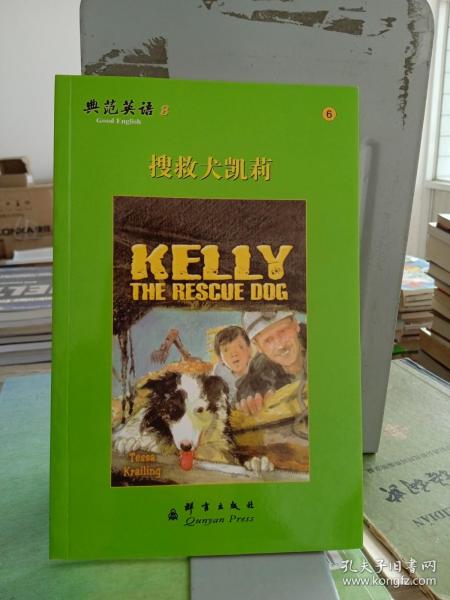 典范英语 8
Good English
6
搜救犬凯莉
KELLY
THE RESCUE DOG
Tessa
Krailing
群言出版社
Qunyan Press
DIAN
孔夫子旧书网
www.kongfz.com